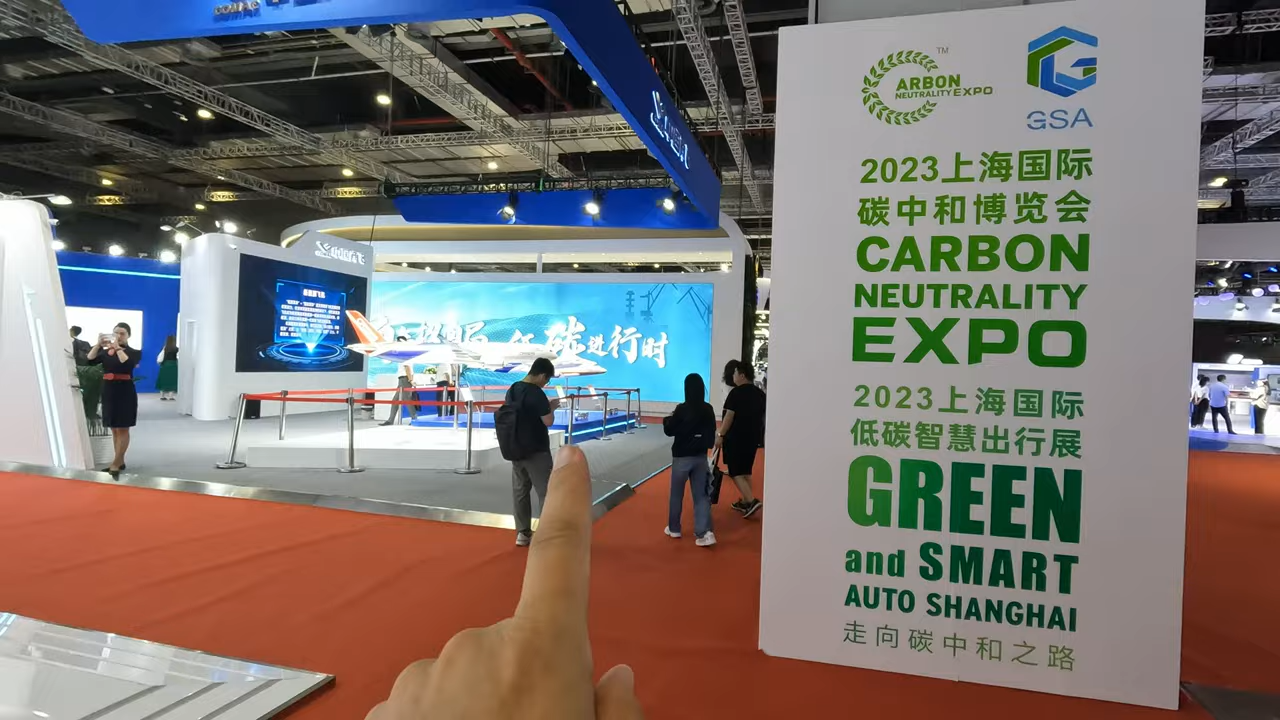 COMAC
ARBON
NEUTRALITY EXPO
TM
GSA
2023上海国际
碳中和博览会
CARBON
NEUTRALITY
EXPO
2023上海国际
低碳智慧出行展
GREEN
and SMART
AUTO SHANGHAI
走向碳中和之路
碳进行时